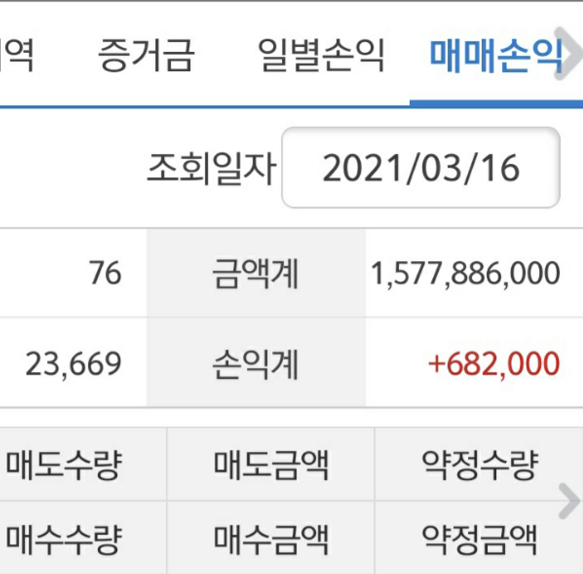 역 증거금 일별손익 매매손익
조회일자 2021/03/16
76 금액계 1,577,886,000
23,669 손익계 +682,000
매도수량 매도금액 약정수량
매수수량 매수금액 약정금액